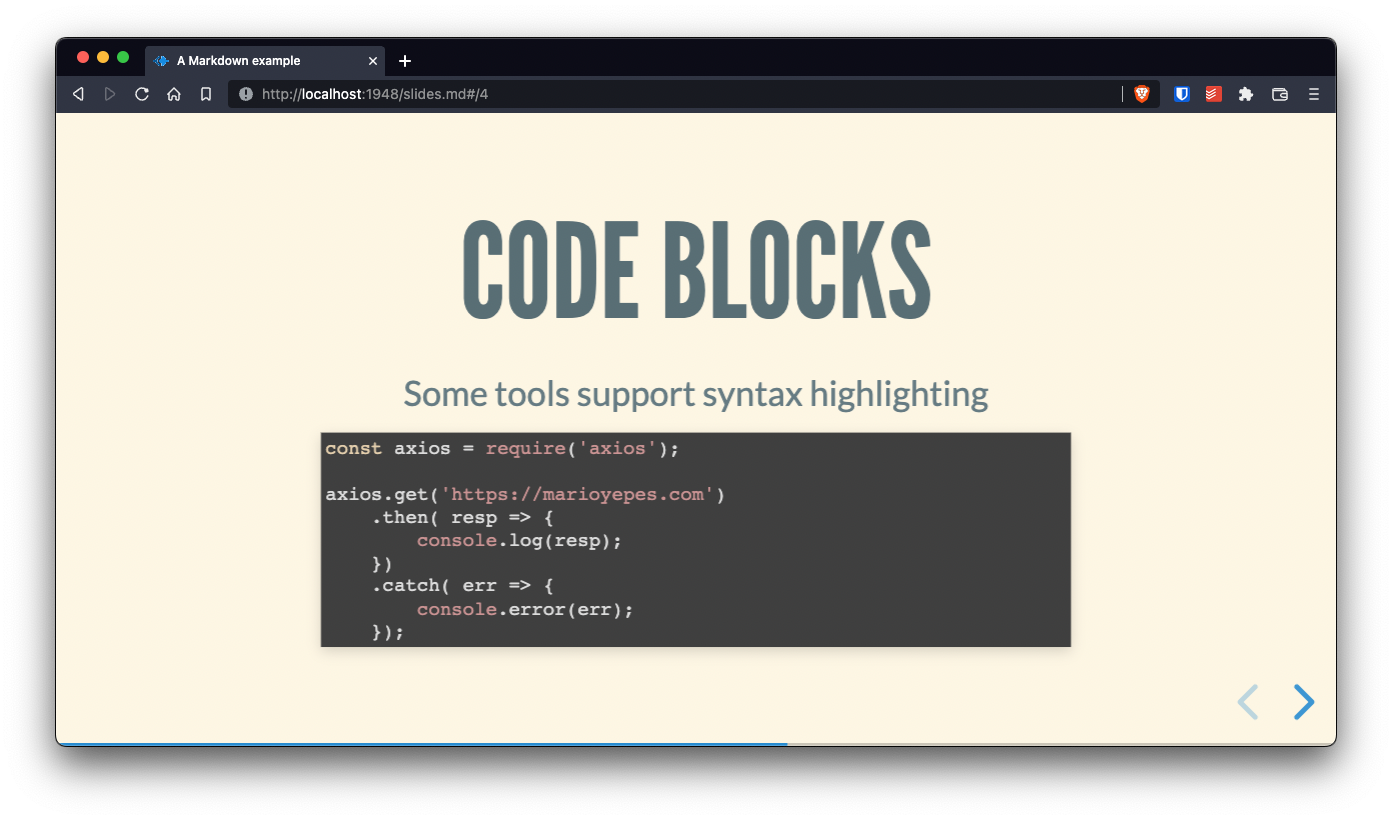 A Markdown example
http://localhost:1948/slides.md#/4
CODE BLOCKS
Some tools support syntax highlighting
const axios = require('axios');

axios.get('https://marioyepes.com')
    .then( resp => {
        console.log(resp);
    })
    .catch( err => {
        console.error(err);
    });